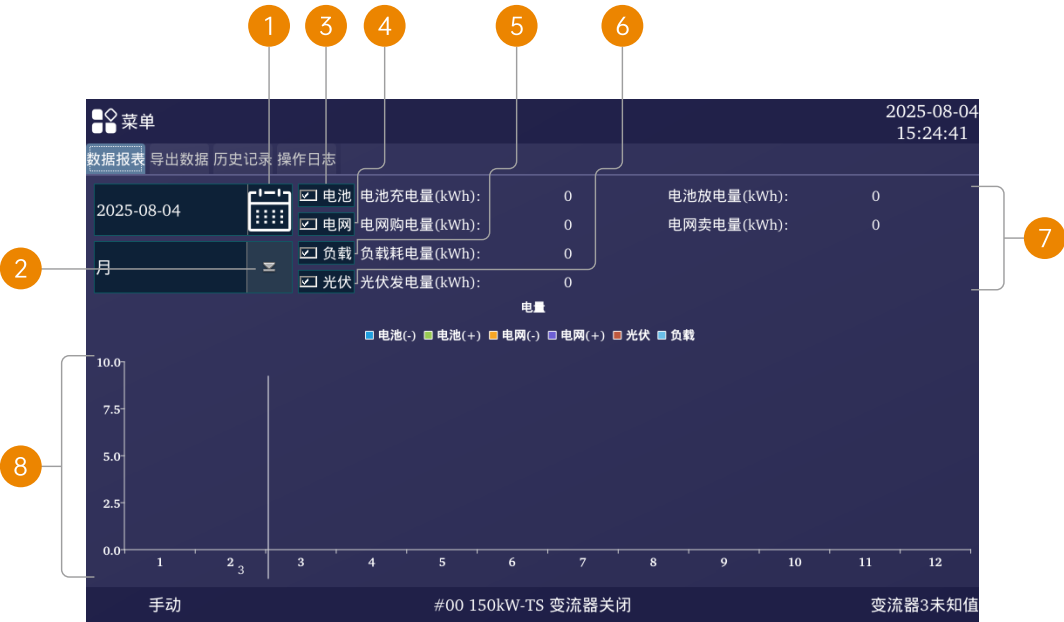 1 3 4 5 6
菜单
2025-08-04
15:24:41
数据报表 导出数据 历史记录 操作日志
2025-08-04
电池 电池充电量(kWh): 0 电池放电量(kWh): 0
电网 电网购电量(kWh): 0 电网卖电量(kWh): 0
7
2
月
负载 负载耗电量(kWh): 0
光伏 光伏发电量(kWh): 0
电量
电池(-) 电池(+) 电网(-) 电网(+) 光伏 负载
10.0
7.5
8
5.0
2.5
0.0
1 2 3 4 5 6 7 8 9 10 11 12
3
手动 #00 150kW-TS 变流器关闭 变流器3未知值